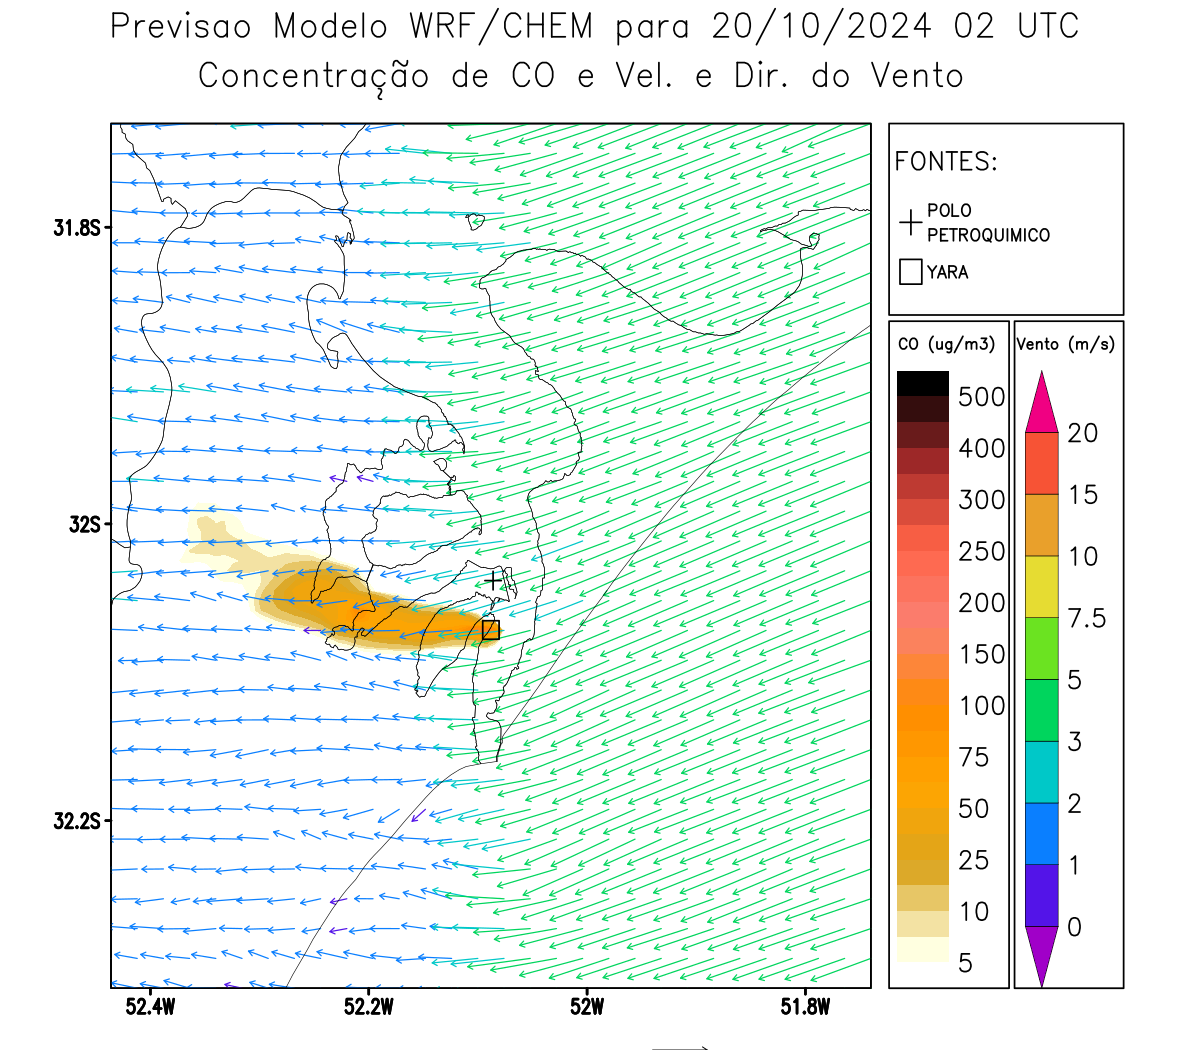 Previsao Modelo WRF/CHEM para 20/10/2024 02 UTC
Concentração de CO e Vel. e Dir. do Vento
FONTES:
POLO
PETROQUIMICO
YARA
CO (ug/m3)
500
400
300
250
200
150
100
75
50
25
10
5
Vento (m/s)
20
15
10
7.5
5
3
2
1
0
31.8S
32S
32.2S
52.4W
52.2W
52W
51.8W